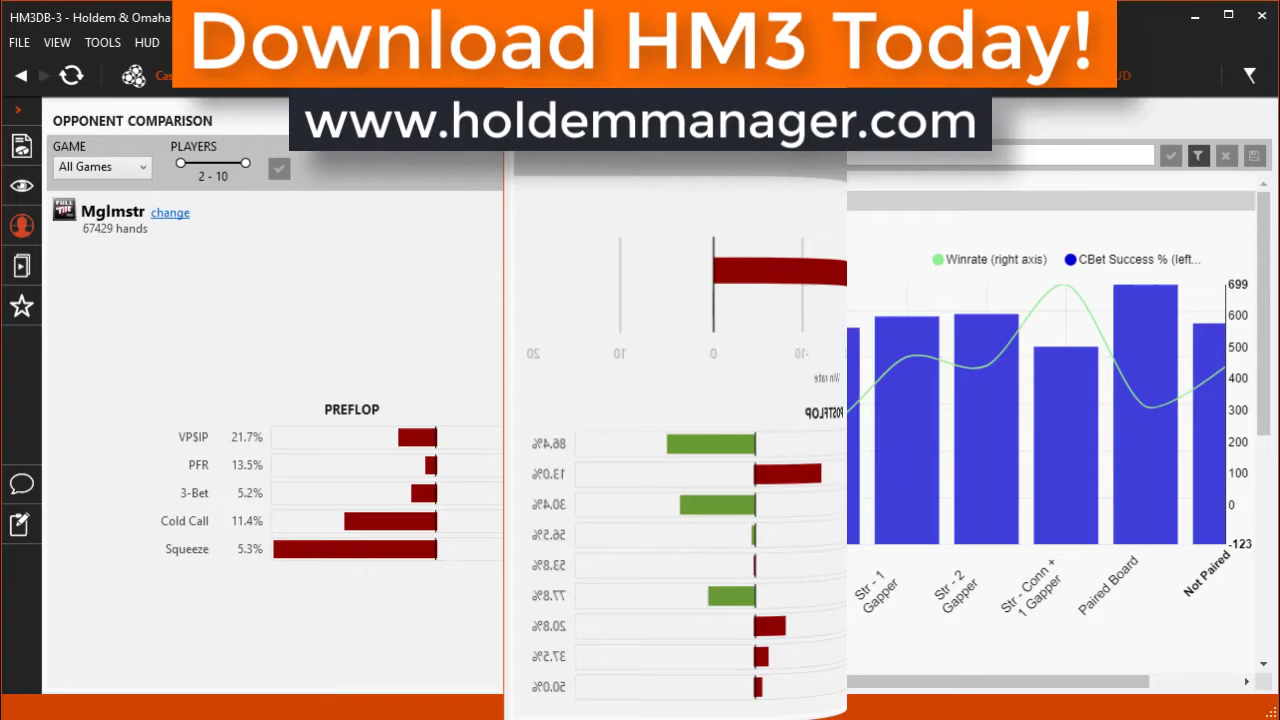 HM3DB-3 - Holdem & Omaha
Download HM3 Today!
FILE VIEW TOOLS HUD
www.holdemmanager.com
OPPONENT COMPARISON
GAME
PLAYERS
All Games
2 - 10
Mglmstr change
67429 hands
PREFLOP
VP$IP 21.7%
PFR 13.5%
3-Bet 5.2%
Cold Call 11.4%
Squeeze 5.3%
20 10 0 -10
Win rate
POSTFLOP
86.4%
13.0%
30.4%
56.5%
53.8%
77.8%
20.8%
37.5%
50.0%
Winrate (right axis) CBet Success % (left...
699
600
500
400
300
200
100
0
-123
Str - 1 Gapper
Str - 2 Gapper
Str - Conn + 1 Gapper
Paired Board
Not Paired